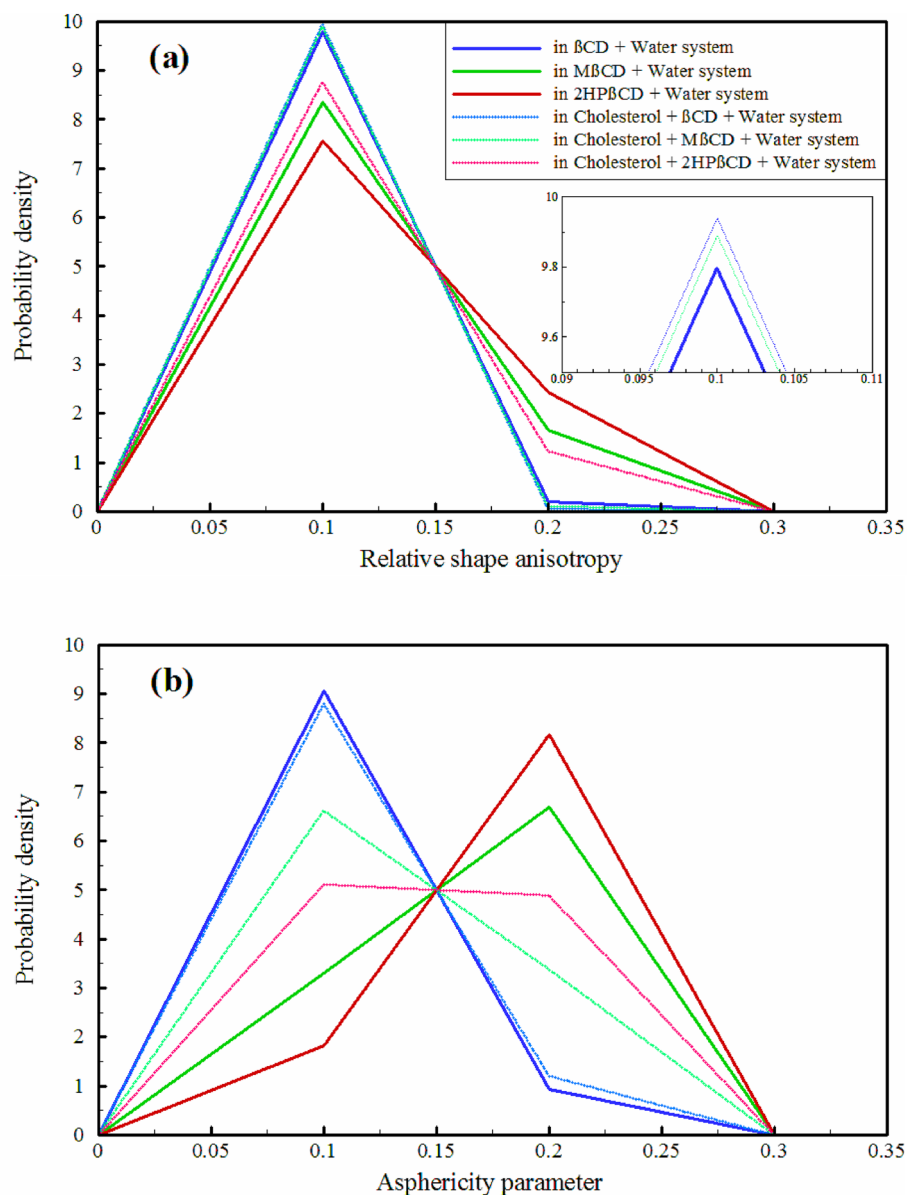 10
(a)
in ßCD + Water system
in MßCD + Water system
in 2HPßCD + Water system
in Cholesterol + ßCD + Water system
in Cholesterol + MßCD + Water system
in Cholesterol + 2HPßCD + Water system
9
8
7
6
5
4
3
2
1
0
Probability density
10
9.8
9.6
0.09 0.095 0.1 0.105 0.11
0 0.05 0.1 0.15 0.2 0.25 0.3 0.35
Relative shape anisotropy
10
(b)
9
8
7
6
5
4
3
2
1
0
Probability density
0 0.05 0.1 0.15 0.2 0.25 0.3 0.35
Asphericity parameter